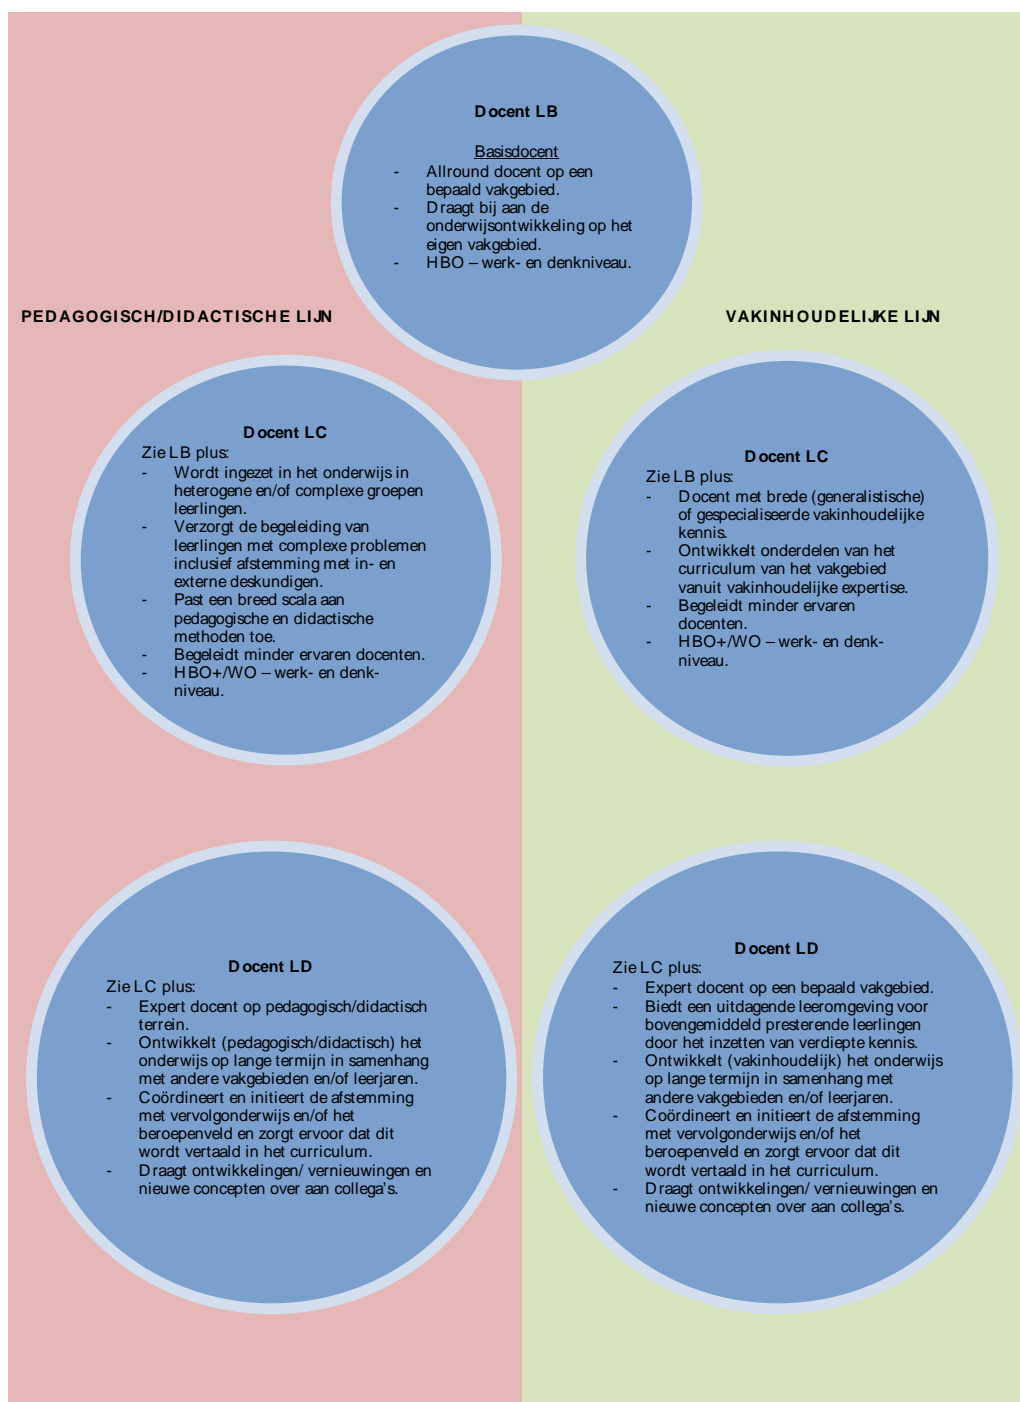 Docent LB
Basisdocent
- Allround docent op een
bepaald vakgebied.
- Draagt bij aan de
onderwijsontwikkeling op het
eigen vakgebied.
- HBO – werk- en denkniveau.
PEDAGOGISCH/DIDACTISCHE LIJN
VAKINHOUDELIJKE LIJN
Docent LC
Zie LB plus:
- Wordt ingezet in het onderwijs in
heterogene en/of complexe groepen
leerlingen.
- Verzorgt de begeleiding van
leerlingen met complexe problemen
inclusief afstemming met in- en
externe deskundigen.
- Past een breed scala aan
pedagogische en didactische
methoden toe.
- Begeleidt minder ervaren docenten.
- HBO+/WO – werk- en denk-
niveau.
Docent LC
Zie LB plus:
- Docent met brede (generalistische)
of gespecialiseerde vakinhoudelijke
kennis.
- Ontwikkelt onderdelen van het
curriculum van het vakgebied
vanuit vakinhoudelijke expertise.
- Begeleidt minder ervaren
docenten.
- HBO+/WO – werk- en denk-
niveau.
Docent LD
Zie LC plus:
- Expert docent op pedagogisch/didactisch
terrein.
- Ontwikkelt (pedagogisch/didactisch) het
onderwijs op lange termijn in samenhang
met andere vakgebieden en/of leerjaren.
- Coördineert en initieert de afstemming
met vervolgonderwijs en/of het
beroepenveld en zorgt ervoor dat dit
wordt vertaald in het curriculum.
- Draagt ontwikkelingen/ vernieuwingen en
nieuwe concepten over aan collega’s.
Docent LD
Zie LC plus:
- Expert docent op een bepaald vakgebied.
- Biedt een uitdagende leeromgeving voor
bovengemiddeld presterende leerlingen
door het inzetten van verdiepte kennis.
- Ontwikkelt (vakinhoudelijk) het onderwijs
op lange termijn in samenhang met
andere vakgebieden en/of leerjaren.
- Coördineert en initieert de afstemming
met vervolgonderwijs en/of het
beroepenveld en zorgt ervoor dat dit
wordt vertaald in het curriculum.
- Draagt ontwikkelingen/ vernieuwingen en
nieuwe concepten over aan collega’s.